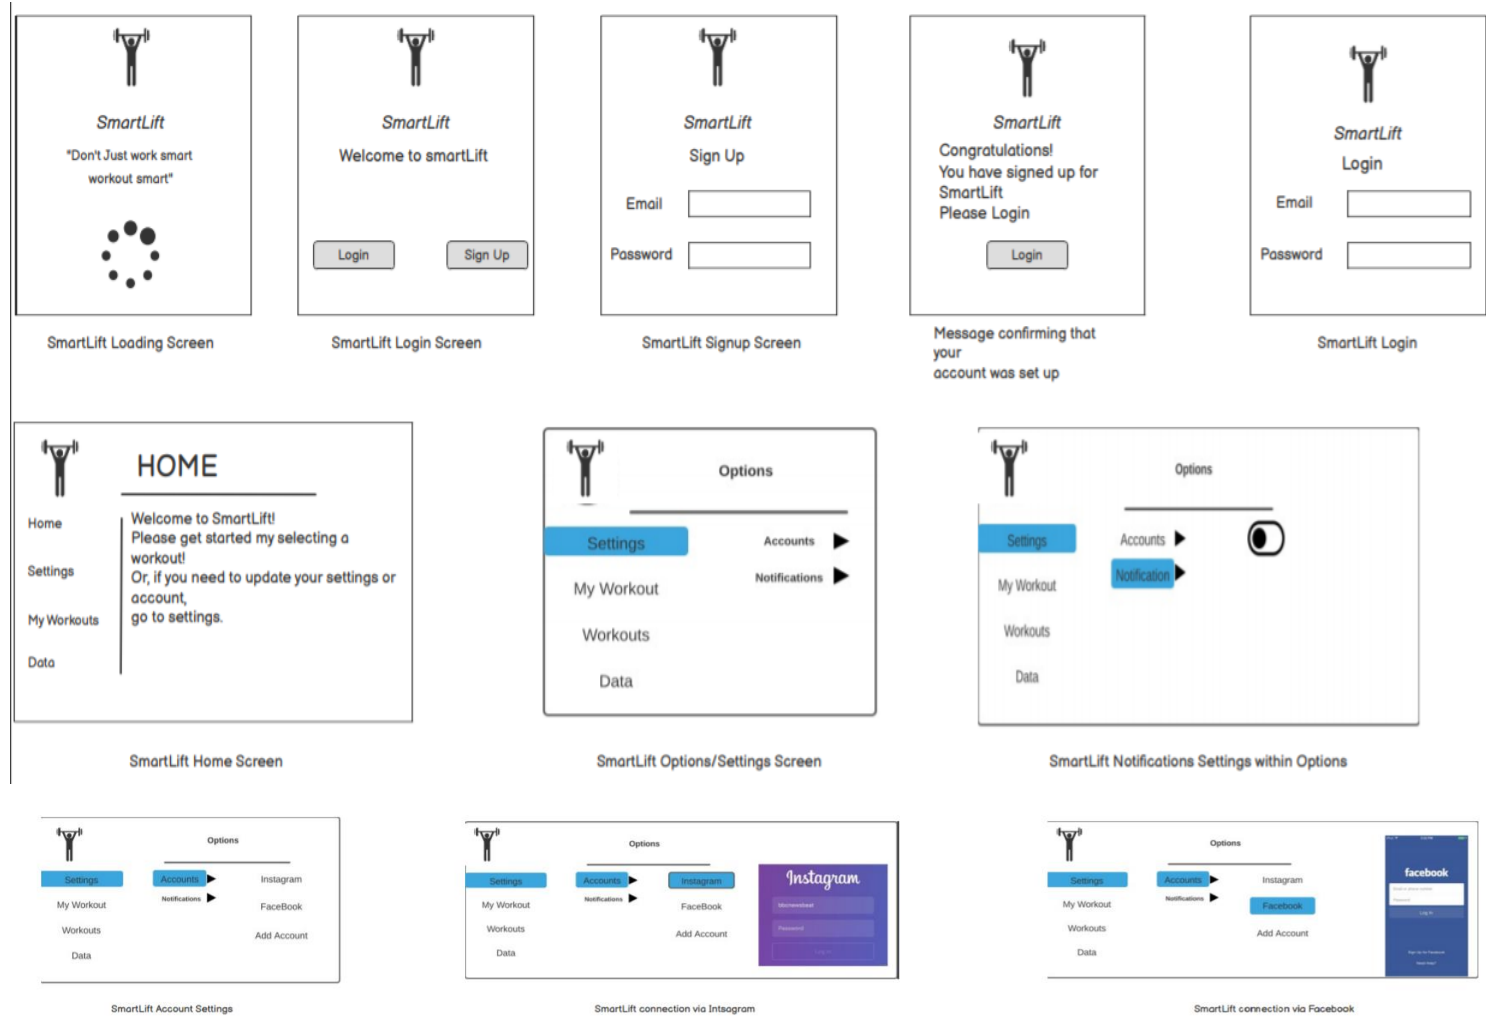 SmartLift
"Don't Just work smart
workout smart"
SmartLift Loading Screen
SmartLift
Welcome to smartLift
Login
Sign Up
SmartLift Login Screen
SmartLift
Sign Up
Email
Password
SmartLift Signup Screen
SmartLift
Congratulations!
You have signed up for
SmartLift
Please Login
Login
Message confirming that
your
account was set up
SmartLift
Login
Email
Password
SmartLift Login
HOME
Home
Settings
My Workouts
Data
Welcome to SmartLift!
Please get started my selecting a
workout!
Or, if you need to update your settings or
account,
go to settings.
SmartLift Home Screen
Options
Settings
My Workout
Workouts
Data
Accounts
Notifications
SmartLift Options/Settings Screen
Options
Settings
My Workout
Workouts
Data
Accounts
Notification
SmartLift Notifications Settings within Options
Options
Settings
My Workout
Workouts
Data
Accounts
Notifications
Instagram
FaceBook
Add Account
SmartLift Account Settings
Options
Settings
My Workout
Workouts
Data
Accounts
Notifications
Instagram
FaceBook
Add Account
Instagram
Password
SmartLift connection via Intsagram
Options
Settings
My Workout
Workouts
Data
Accounts
Notifications
Instagram
Facebook
Add Account
facebook
Password
Log In
SmartLift connection via Facebook